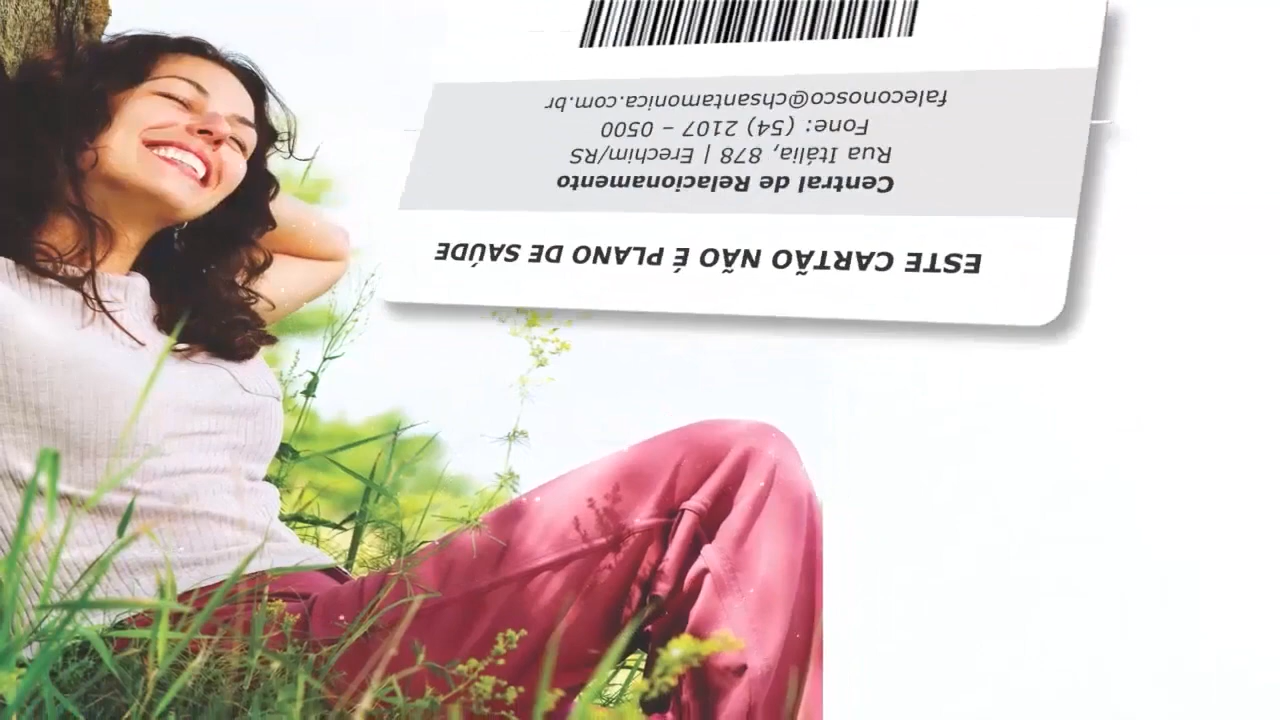 ESTE CARTÃO NÃO É PLANO DE SAÚDE
Central de Relacionamento
Rua Itália, 878 | Erechim/RS
Fone: (54) 2107 – 0500
faleconosco@chsantamonica.com.br